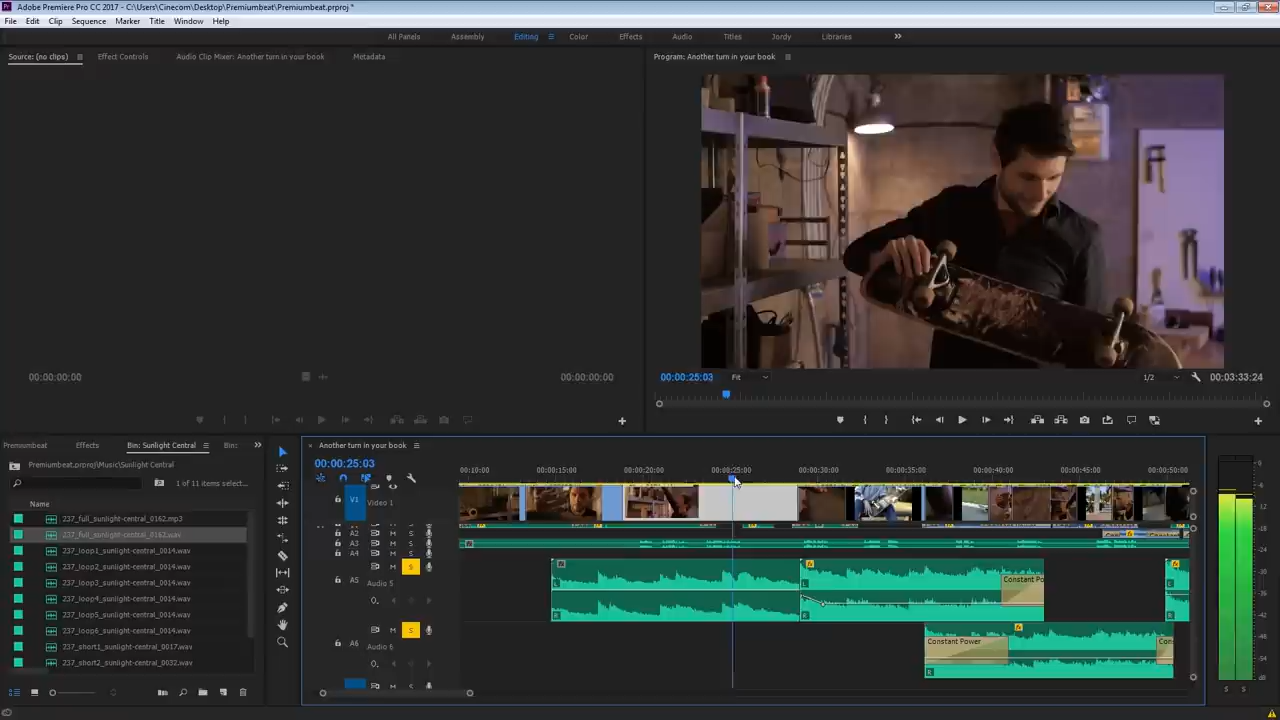 Adobe Premiere Pro CC 2017 - C:\Users\Cinecom\Desktop\Premiumbeat\Premiumbeat.prproj *
File Edit Clip Sequence Marker Title Window Help
All Panels Assembly Editing Color Effects Audio Titles Jordy Libraries
Source: (no clips) Effect Controls Audio Clip Mixer: Another turn in your book Metadata
Program: Another turn in your book
00:00:00:00 00:00:00:00
00:00:25:03 Fit 1/2 00:03:33:24
Premiumbeat Effects Bin: Sunlight Central Bin:
Premiumbeat.prproj\Music\Sunlight Central
1 of 11 items select...
Name
237_full_sunlight-central_0162.mp3
237_full_sunlight-central_0162.wav
237_loop1_sunlight-central_0014.wav
237_loop2_sunlight-central_0014.wav
237_loop3_sunlight-central_0014.wav
237_loop4_sunlight-central_0014.wav
237_loop5_sunlight-central_0014.wav
237_loop6_sunlight-central_0014.wav
237_short1_sunlight-central_0017.wav
237_short2_sunlight-central_0032.wav
Another turn in your book
00:00:25:03
00:10:00 00:00:15:00 00:00:20:00 00:00:25:00 00:00:30:00 00:00:35:00 00:00:40:00 00:00:45:00 00:00:50:00
V1 Video 1
A2 M S
A3 M S
A4 M S
A5 Audio 5 M S
Constant Po
A6 Audio 6 M S
Constant Power
Con
S S